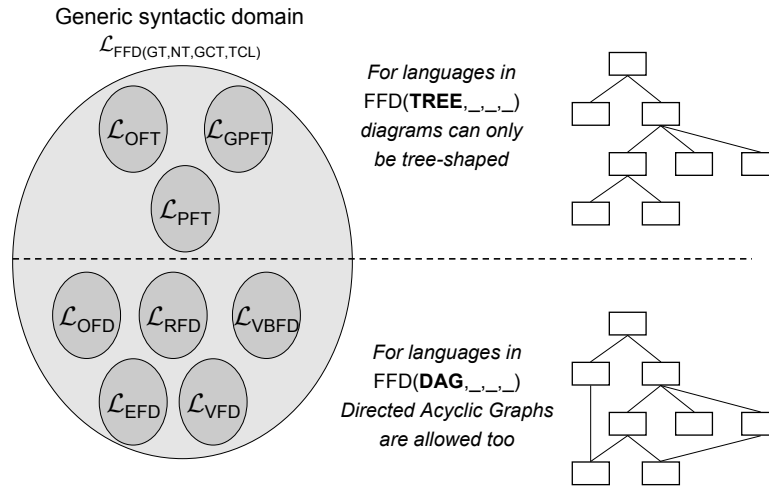 Generic syntactic domain
ℒFFD(GT,NT,GCT,TCL)
ℒOFT
ℒGPFT
ℒPFT
For languages in
FFD(TREE,_,_,_)
diagrams can only
be tree-shaped
ℒOFD
ℒRFD
ℒVBFD
ℒEFD
ℒVFD
For languages in
FFD(DAG,_,_,_)
Directed Acyclic Graphs
are allowed too